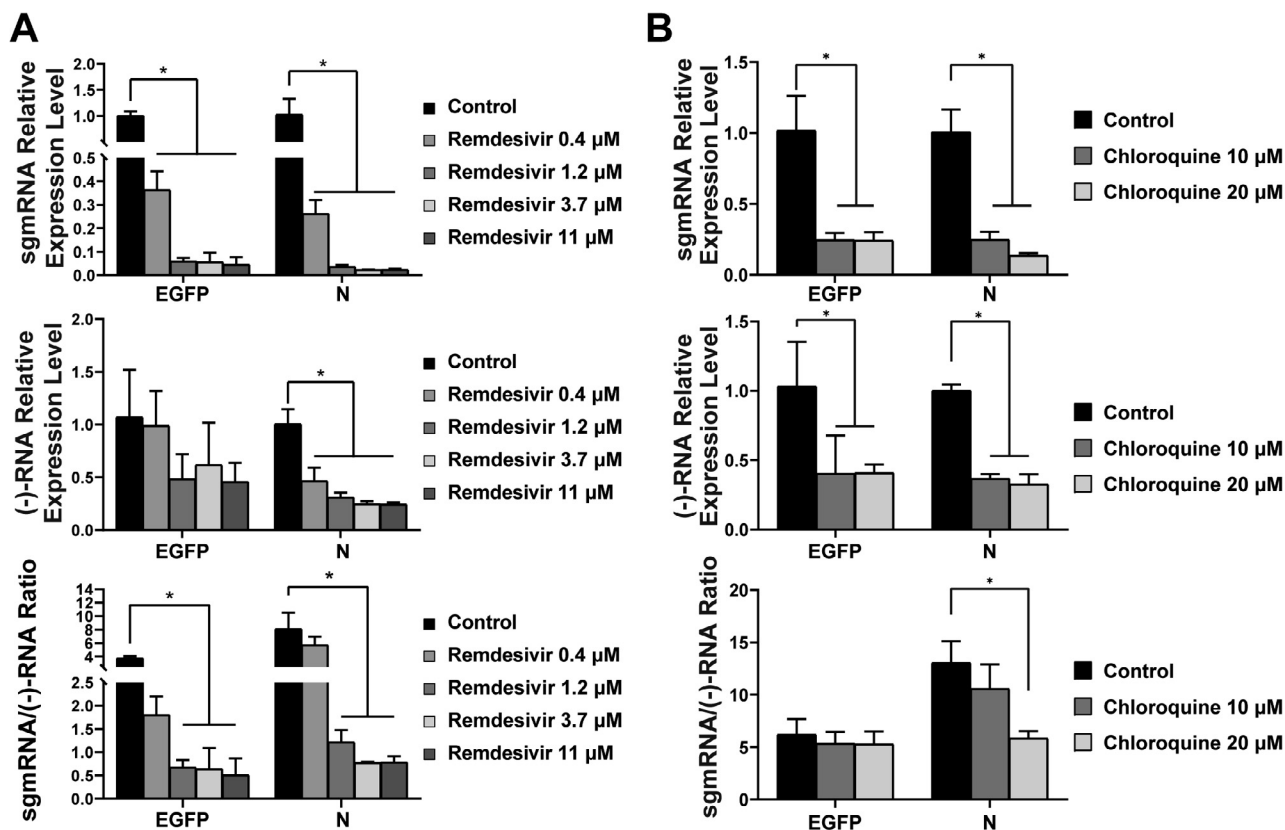 A
sgmRNA Relative
Expression Level
2.0
1.5
1.0
0.5
0.4
0.3
0.2
0.1
0.0
*
*
EGFP
N
Control
Remdesivir 0.4 µM
Remdesivir 1.2 µM
Remdesivir 3.7 µM
Remdesivir 11 µM
(-)-RNA Relative
Expression Level
2.0
1.5
1.0
0.5
0.0
*
EGFP
N
Control
Remdesivir 0.4 µM
Remdesivir 1.2 µM
Remdesivir 3.7 µM
Remdesivir 11 µM
sgmRNA/(-)-RNA Ratio
14
12
10
8
6
4
2.5
2.0
1.5
1.0
0.5
0.0
*
*
EGFP
N
Control
Remdesivir 0.4 µM
Remdesivir 1.2 µM
Remdesivir 3.7 µM
Remdesivir 11 µM
B
sgmRNA Relative
Expression Level
1.5
1.0
0.5
0.0
*
*
EGFP
N
Control
Chloroquine 10 µM
Chloroquine 20 µM
(-)-RNA Relative
Expression Level
1.5
1.0
0.5
0.0
*
*
EGFP
N
Control
Chloroquine 10 µM
Chloroquine 20 µM
sgmRNA/(-)-RNA Ratio
20
15
10
5
0
*
EGFP
N
Control
Chloroquine 10 µM
Chloroquine 20 µM